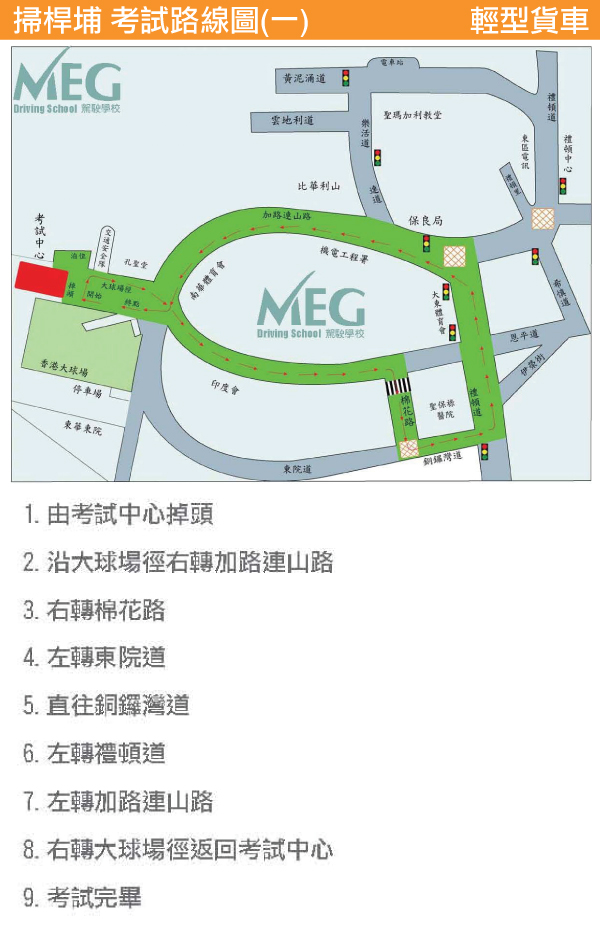 掃桿埔 考試路線圖(一)
輕型貨車
MEG
Driving School 駕駛學校
電車站
黃泥涌道
雲地利道
樂活道
聖瑪加利教堂
禮頓道
禮頓中心
東區電訊
禮頓里
比華利山
連道
加路連山路
保良局
機電工程署
考試中心
交通安全隊
孔聖堂
南華體育會
泊位
掉頭
開始
大球場徑
終點
MEG
Driving School 駕駛學校
大東體育會
希慎道
恩平道
伊榮街
香港大球場
停車場
印度會
棉花路
聖保祿醫院
禮頓道
東華東院
東院道
銅鑼灣道
1. 由考試中心掉頭
2. 沿大球場徑右轉加路連山路
3. 右轉棉花路
4. 左轉東院道
5. 直往銅鑼灣道
6. 左轉禮頓道
7. 左轉加路連山路
8. 右轉大球場徑返回考試中心
9. 考試完畢